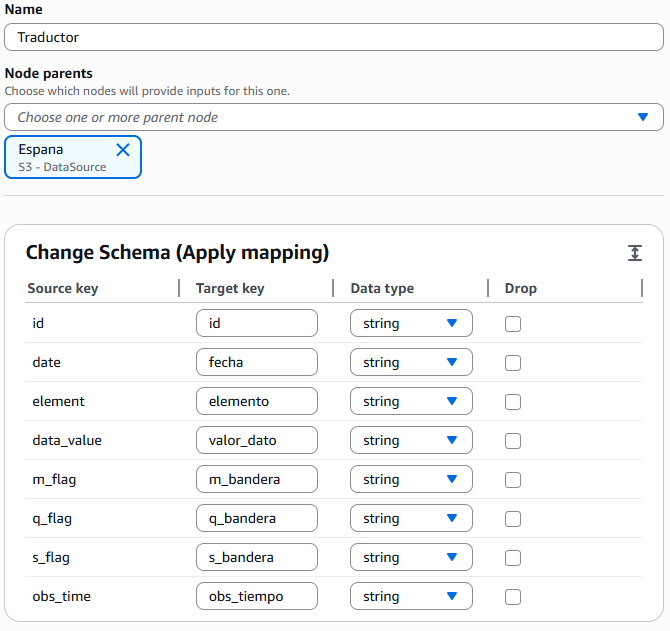 Name
Traductor
Node parents
Choose which nodes will provide inputs for this one.
Choose one or more parent node
Espana
S3 - DataSource
Change Schema (Apply mapping)
Source key Target key Data type Drop
id id string
date fecha string
element elemento string
data_value valor_dato string
m_flag m_bandera string
q_flag q_bandera string
s_flag s_bandera string
obs_time obs_tiempo string